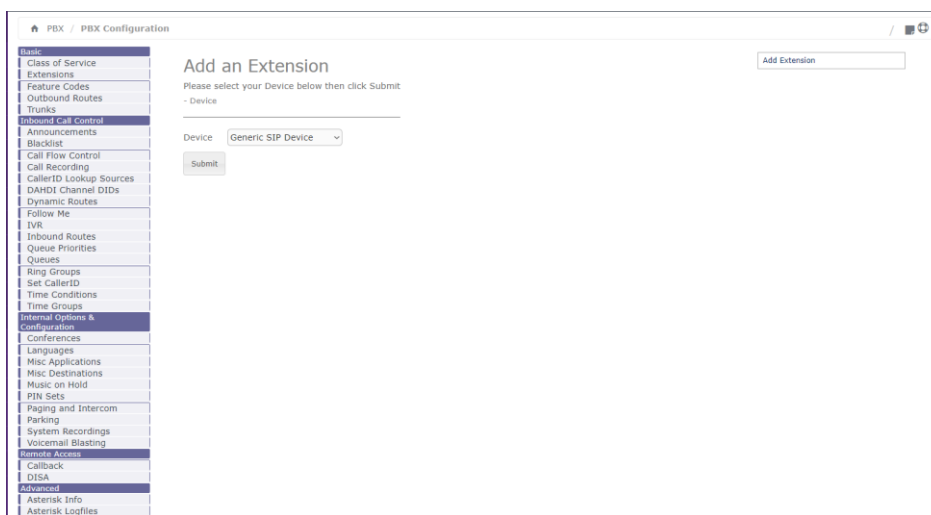 PBX / PBX Configuration /
Basic
Class of Service
Extensions
Feature Codes
Outbound Routes
Trunks
Inbound Call Control
Announcements
Blacklist
Call Flow Control
Call Recording
CallerID Lookup Sources
DAHDI Channel DIDs
Dynamic Routes
Follow Me
IVR
Inbound Routes
Queue Priorities
Queues
Ring Groups
Set CallerID
Time Conditions
Time Groups
Internal Options &
Configuration
Conferences
Languages
Misc Applications
Misc Destinations
Music on Hold
PIN Sets
Paging and Intercom
Parking
System Recordings
Voicemail Blasting
Remote Access
Callback
DISA
Advanced
Asterisk Info
Asterisk Logfiles
Add an Extension
Please select your Device below then click Submit
- Device
Device Generic SIP Device
Submit
Add Extension